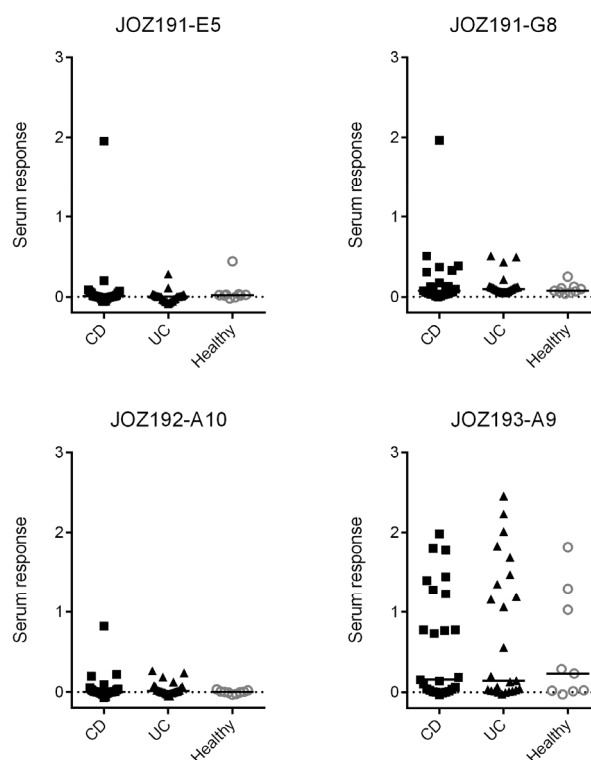 JOZ191-E5
Serum response
3
2
1
0
CD
UC
Healthy
JOZ191-G8
Serum response
3
2
1
0
CD
UC
Healthy
JOZ192-A10
Serum response
3
2
1
0
CD
UC
Healthy
JOZ193-A9
Serum response
3
2
1
0
CD
UC
Healthy